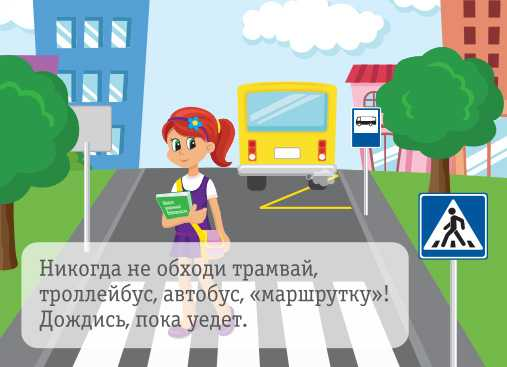 Никогда не обходи трамвай,
троллейбус, автобус, «маршрутку»!
Дождись, пока уедет.